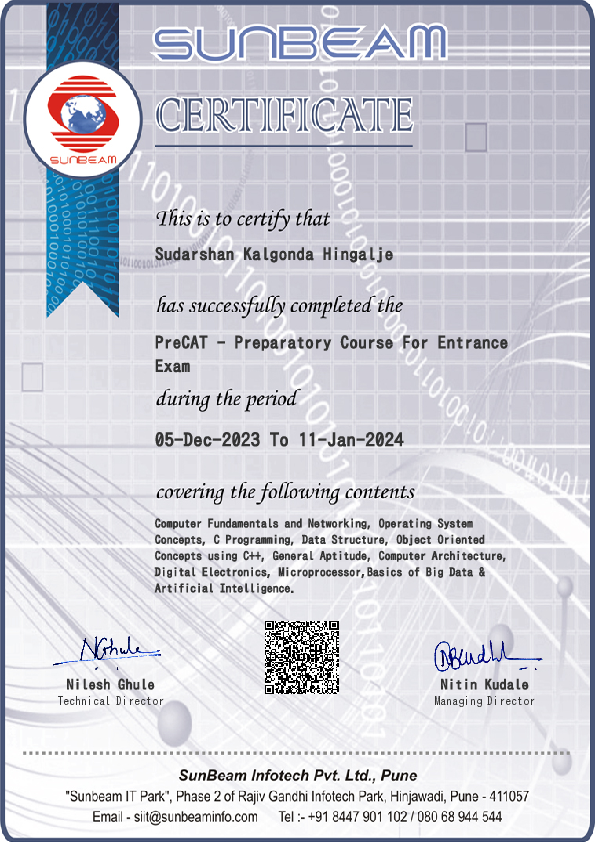 SUNBEAM
CERTIFICATE
SUNBEAM
This is to certify that
Sudarshan Kalgonda Hingalje
has successfully completed the
PreCAT - Preparatory Course For Entrance
Exam
during the period
05-Dec-2023 To 11-Jan-2024
covering the following contents
Computer Fundamentals and Networking, Operating System
Concepts, C Programming, Data Structure, Object Oriented
Concepts using C++, General Aptitude, Computer Architecture,
Digital Electronics, Microprocessor,Basics of Big Data &
Artificial Intelligence.
Nilesh Ghule
Technical Director
Nitin Kudale
Managing Director
SunBeam Infotech Pvt. Ltd., Pune
"Sunbeam IT Park", Phase 2 of Rajiv Gandhi Infotech Park, Hinjawadi, Pune - 411057
Email - siit@sunbeaminfo.com Tel :- +91 8447 901 102 / 080 68 944 544